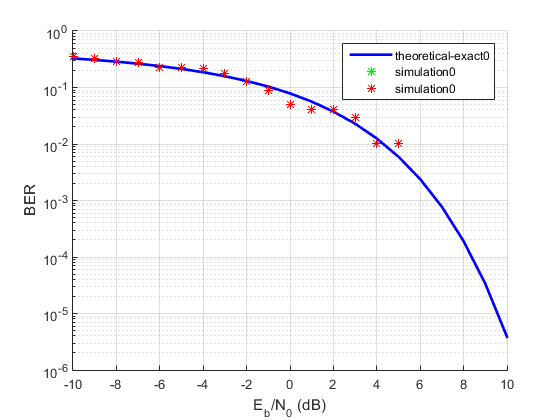 10^0
10^-1
10^-2
10^-3
10^-4
10^-5
10^-6
BER
theoretical-exact0
simulation0
simulation0
-10 -8 -6 -4 -2 0 2 4 6 8 10
E_b/N_0 (dB)